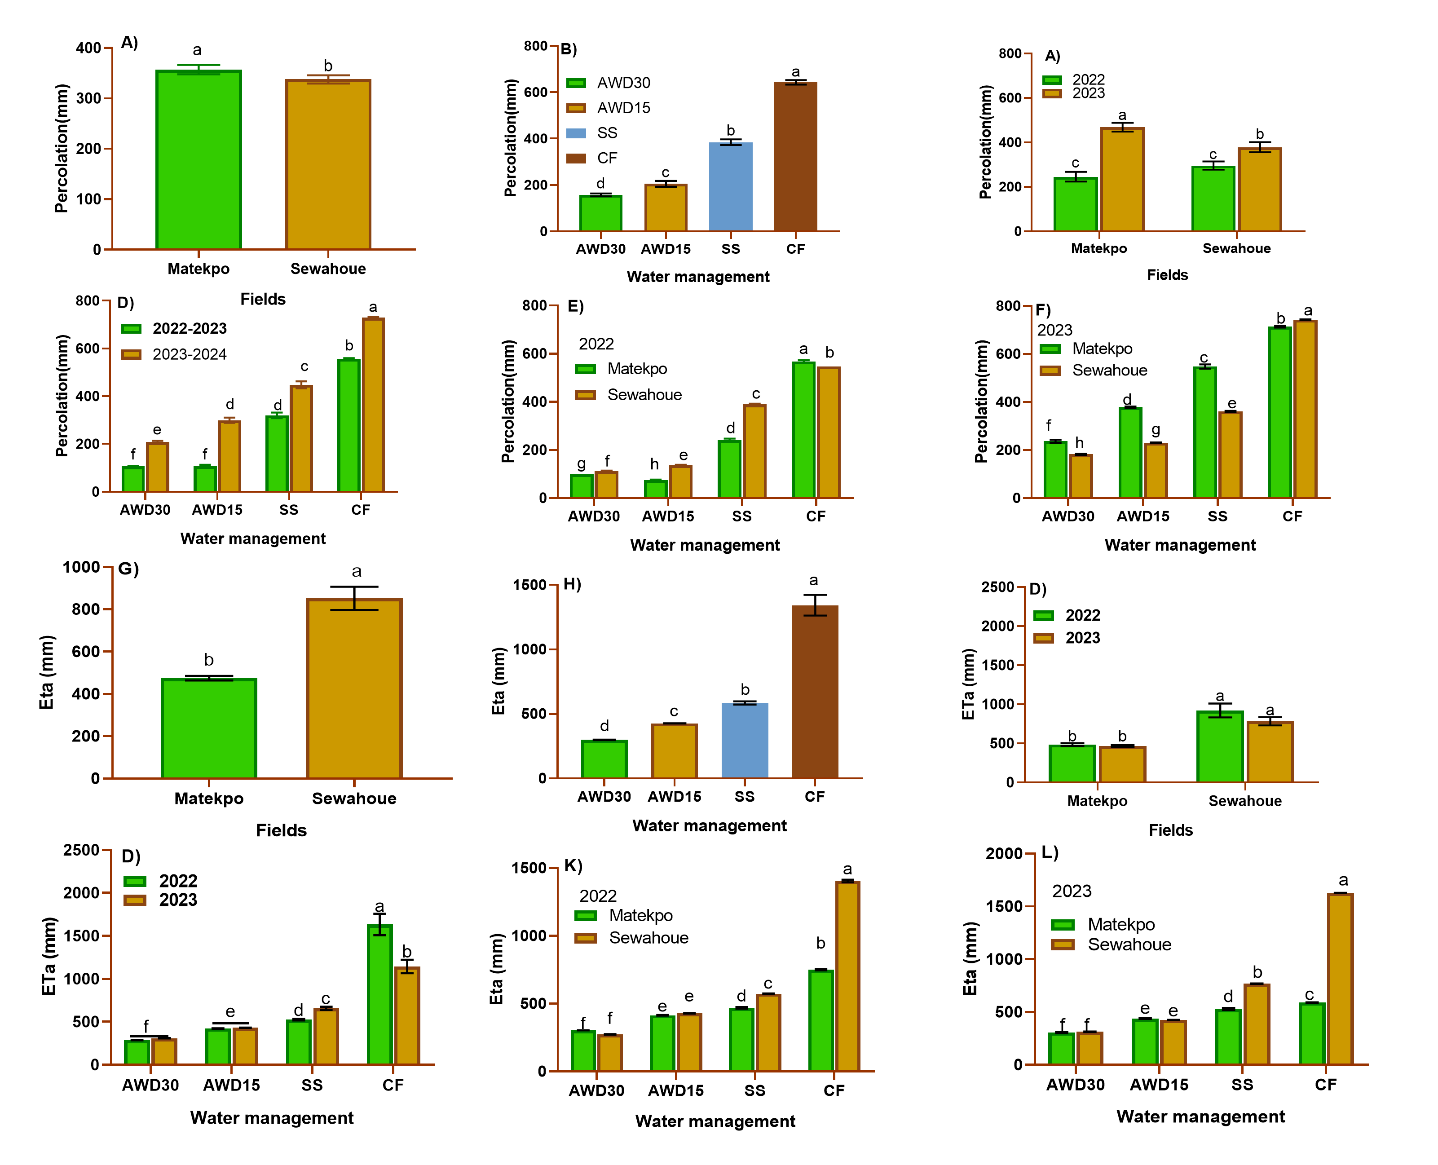 A)
400
300
200
100
0
Percolation(mm)
a
b
Matekpo
Sewahoue
Fields
B)
800
600
400
200
0
Percolation(mm)
AWD30
AWD15
SS
CF
d
c
b
a
AWD30
AWD15
SS
CF
Water management
A)
800
600
400
200
0
Percolation(mm)
2022
2023
c
a
c
b
Matekpo
Sewahoue
Fields
D)
800
600
400
200
0
Percolation(mm)
2022-2023
2023-2024
f
e
f
d
d
c
b
a
AWD30
AWD15
SS
CF
Water management
E)
800
600
400
200
0
Percolation(mm)
2022
Matekpo
Sewahoue
g
f
h
e
d
c
a
b
AWD30
AWD15
SS
CF
Water management
F)
800
600
400
200
0
Percolation(mm)
2023
Matekpo
Sewahoue
f
h
d
g
c
e
b
a
AWD30
AWD15
SS
CF
Water management
G)
1000
800
600
400
200
0
Eta (mm)
b
a
Matekpo
Sewahoue
Fields
H)
1500
1000
500
0
Eta (mm)
d
c
b
a
AWD30
AWD15
SS
CF
Water management
D)
2500
2000
1500
1000
500
0
ETa (mm)
2022
2023
b
b
a
a
Matekpo
Sewahoue
Fields
D)
2500
2000
1500
1000
500
0
ETa (mm)
2022
2023
f
e
d
c
a
b
AWD30
AWD15
SS
CF
Water management
K)
1500
1000
500
0
Eta (mm)
2022
Matekpo
Sewahoue
f
f
e
e
d
c
b
a
AWD30
AWD15
SS
CF
Water management
L)
2000
1500
1000
500
0
Eta (mm)
2023
Matekpo
Sewahoue
f
f
e
e
d
b
c
a
AWD30
AWD15
SS
CF
Water management